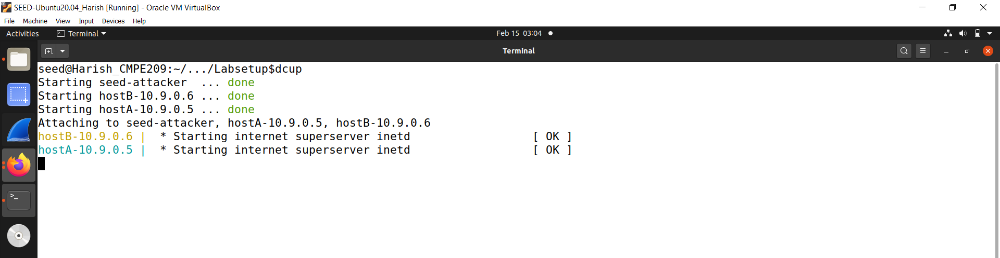 SEED-Ubuntu20.04_Harish [Running] - Oracle VM VirtualBox
File Machine View Input Devices Help
Activities Terminal Feb 15 03:04
Terminal
seed@Harish_CMPE209:~/.../Labsetup$dcup
Starting seed-attacker  ... done
Starting hostB-10.9.0.6 ... done
Starting hostA-10.9.0.5 ... done
Attaching to seed-attacker, hostA-10.9.0.5, hostB-10.9.0.6
hostB-10.9.0.6 |  * Starting internet superserver inetd                  [ OK ]
hostA-10.9.0.5 |  * Starting internet superserver inetd                  [ OK ]
>_